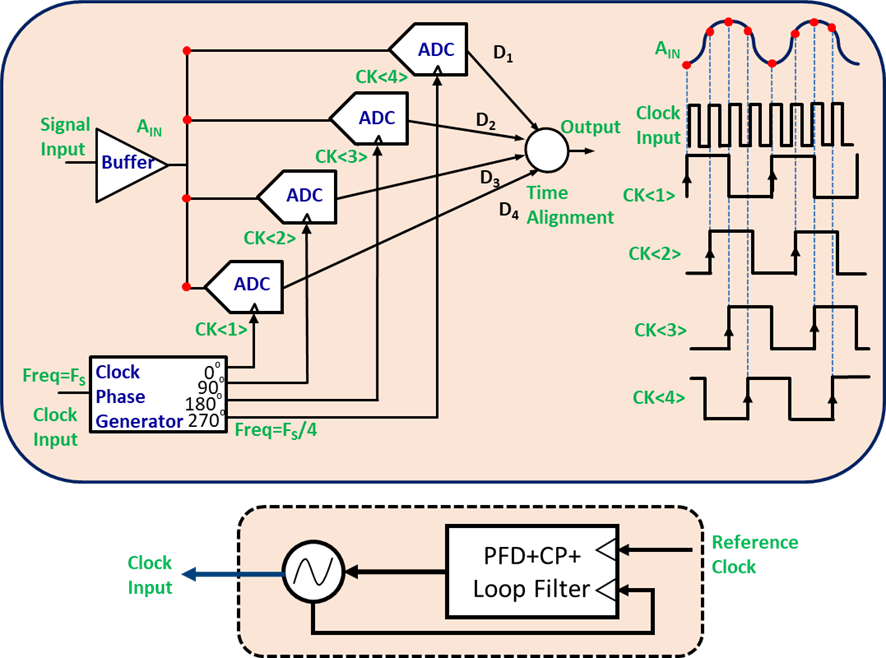 ADC
D1
CK<4>
AIN
Signal
Input
AIN
Buffer
ADC
D2
CK<3>
Output
ADC
D3
Time
Alignment
D4
CK<2>
ADC
CK<1>
Freq=FS
Clock
Input
Clock
Phase
Generator
0°
90°
180°
270°
Freq=FS/4
Clock
Input
CK<1>
CK<2>
CK<3>
CK<4>
Clock
Input
PFD+CP+
Loop Filter
Reference
Clock